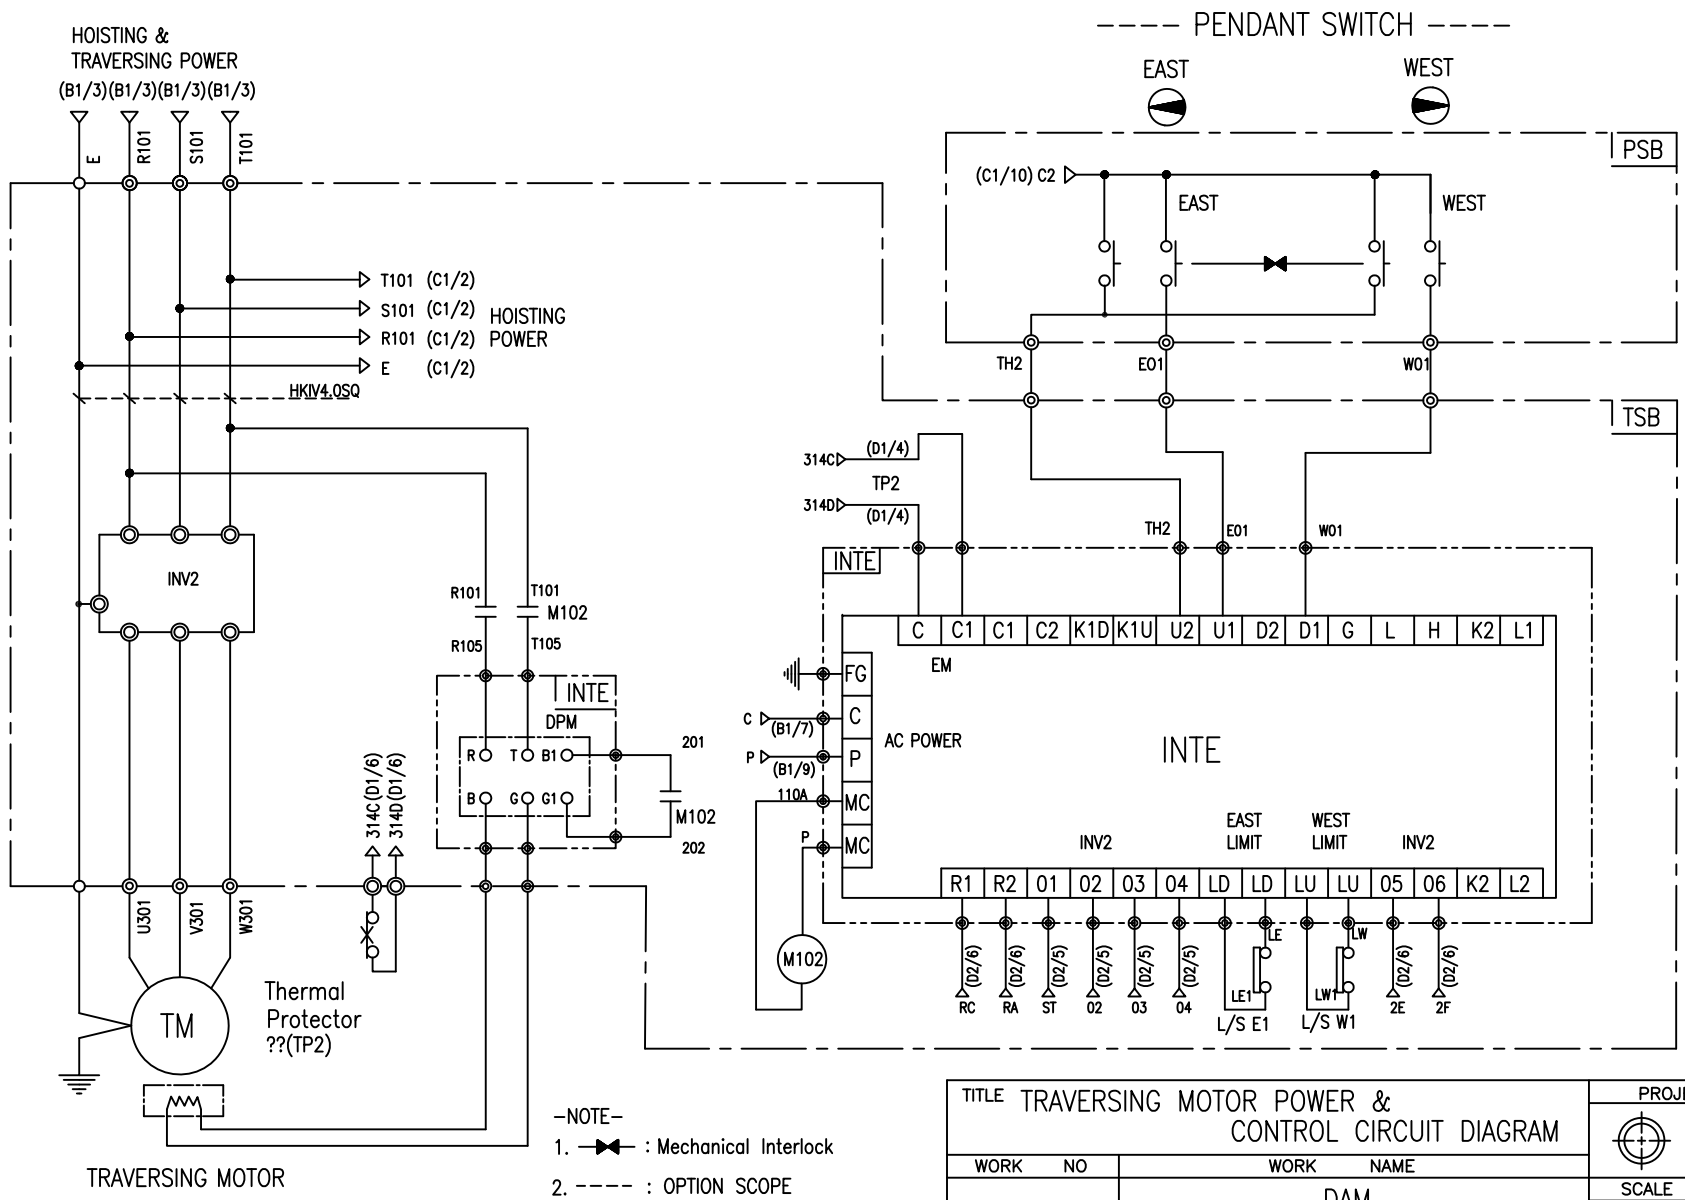 HOISTING &
TRAVERSING POWER
(B1/3)(B1/3)(B1/3)(B1/3)
E
R101
S101
T101
T101 (C1/2)
S101 (C1/2)
R101 (C1/2)
E (C1/2)
HOISTING
POWER
HKIV4.0SQ
INV2
R101
T101
M102
R105
T105
INTE
DPM
R
T
B1
B
G
G1
201
M102
202
314C(D1/6)
314D(D1/6)
U301
V301
W301
TM
Thermal
Protector
??(TP2)
TRAVERSING MOTOR
---- PENDANT SWITCH ----
EAST
WEST
PSB
(C1/10) C2
EAST
WEST
TH2
E01
W01
TSB
314C
(D1/4)
TP2
314D
(D1/4)
TH2
E01
W01
INTE
C C1 C1 C2 K1D K1U U2 U1 D2 D1 G L H K2 L1
EM
FG
C
(B1/7)
C
AC POWER
P
(B1/9)
P
110A
MC
P
MC
INTE
INV2
EAST
LIMIT
WEST
LIMIT
INV2
R1 R2 01 02 03 04 LD LD LU LU 05 06 K2 L2
LE
LW
(D2/6)
(D2/6)
(D2/5)
(D2/5)
(D2/5)
(D2/5)
(D2/6)
(D2/6)
M102
LE1
LW1
RC RA ST 02 03 04
2E 2F
L/S E1
L/S W1
-NOTE-
1. : Mechanical Interlock
2. ---- : OPTION SCOPE
TITLE TRAVERSING MOTOR POWER &
CONTROL CIRCUIT DIAGRAM
WORK NO
WORK NAME
SCALE